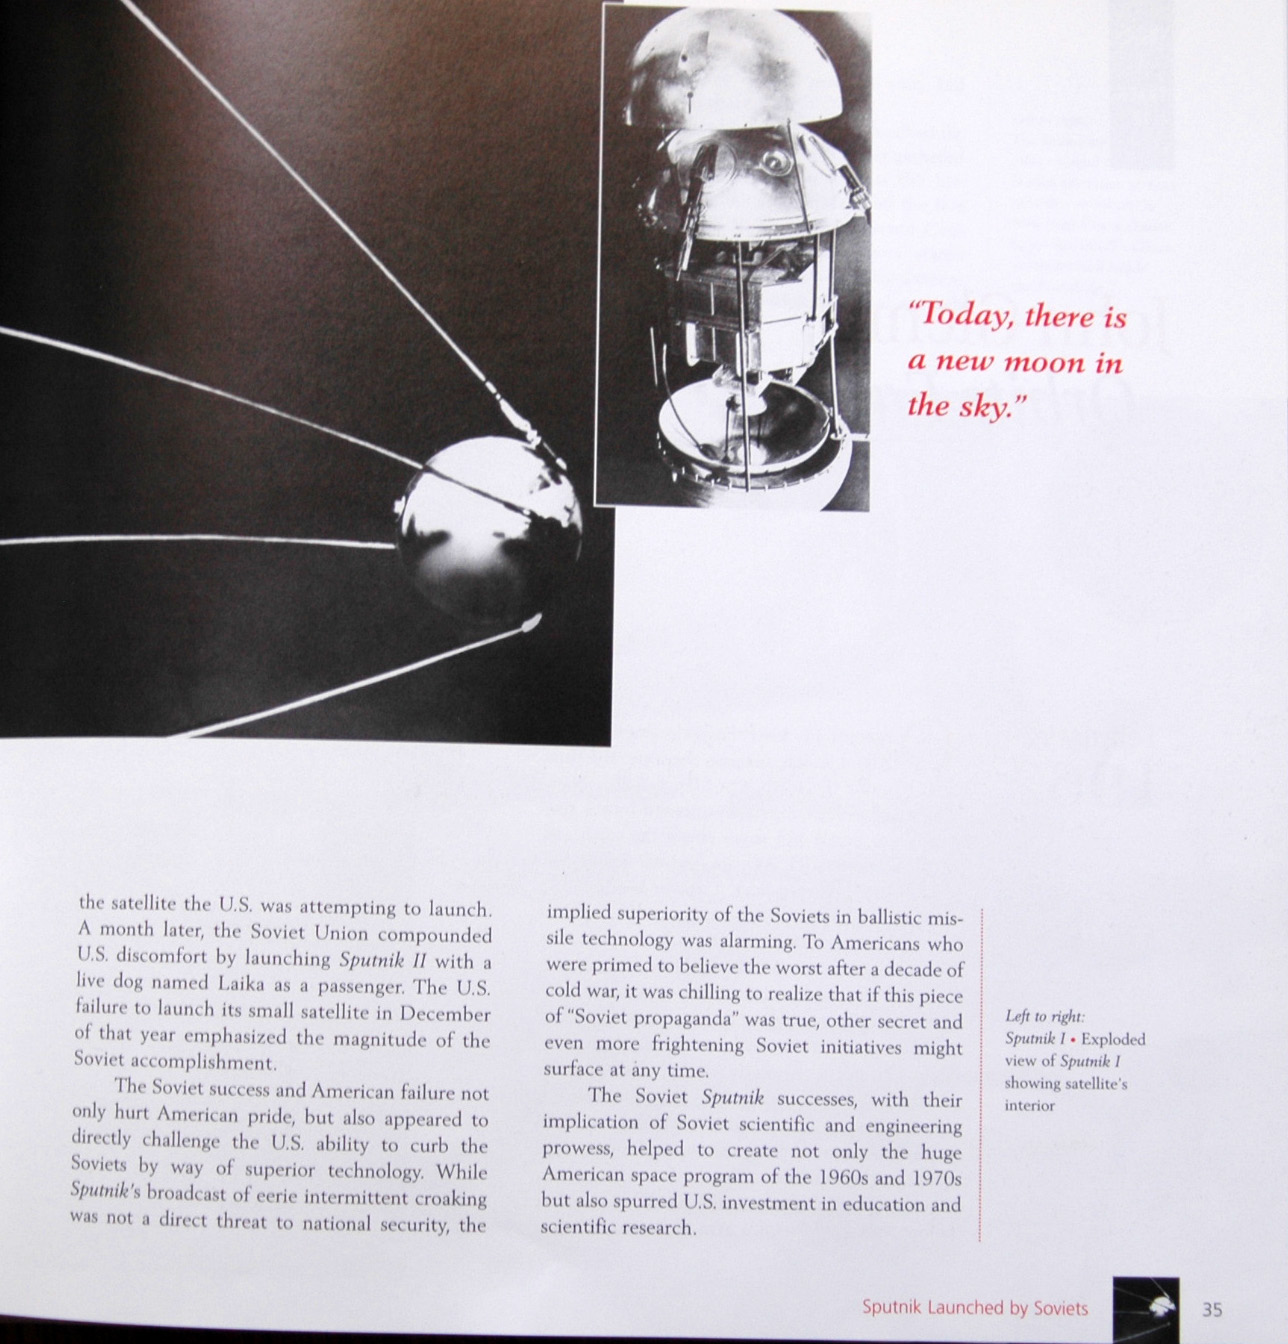 “Today, there is
a new moon in
the sky.”
the satellite the U.S. was attempting to launch.
A month later, the Soviet Union compounded
U.S. discomfort by launching Sputnik II with a
live dog named Laika as a passenger. The U.S.
failure to launch its small satellite in December
of that year emphasized the magnitude of the
Soviet accomplishment.
The Soviet success and American failure not
only hurt American pride, but also appeared to
directly challenge the U.S. ability to curb the
Soviets by way of superior technology. While
Sputnik’s broadcast of eerie intermittent croaking
was not a direct threat to national security, the
implied superiority of the Soviets in ballistic mis-
sile technology was alarming. To Americans who
were primed to believe the worst after a decade of
cold war, it was chilling to realize that if this piece
of “Soviet propaganda” was true, other secret and
even more frightening Soviet initiatives might
surface at any time.
The Soviet Sputnik successes, with their
implication of Soviet scientific and engineering
prowess, helped to create not only the huge
American space program of the 1960s and 1970s
but also spurred U.S. investment in education and
scientific research.
Left to right:
Sputnik I • Exploded
view of Sputnik I
showing satellite’s
interior
Sputnik Launched by Soviets 35